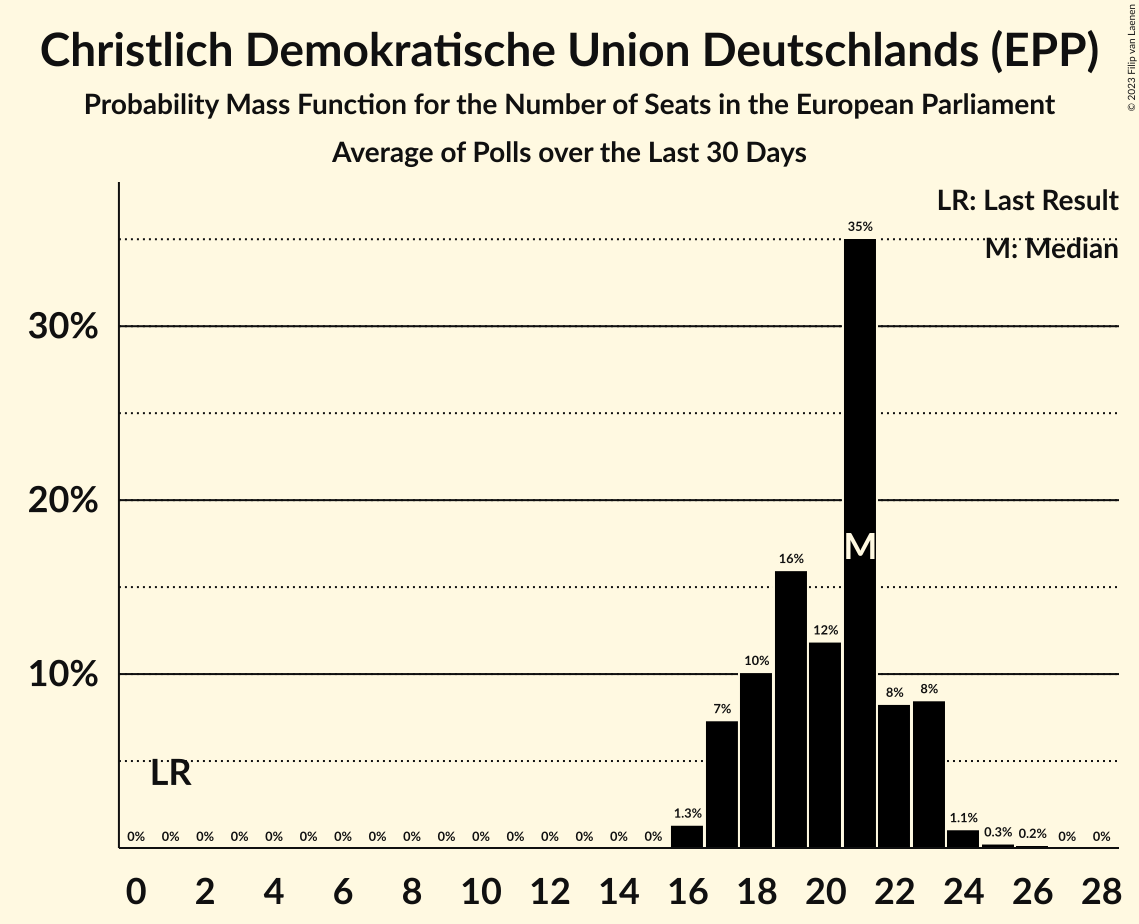 Christlich Demokratische Union Deutschlands (EPP)
Probability Mass Function for the Number of Seats in the European Parliament
Average of Polls over the Last 30 Days
© 2023 Filip van Laenen
LR: Last Result
M: Median
35%
30%
20%
M
16%
12%
10%
10%
8%
8%
7%
LR
1.3%
1.1%
0.3%
0.2%
0% 0% 0% 0% 0% 0% 0% 0% 0% 0% 0% 0% 0% 0% 0% 0% 0% 0%
0 2 4 6 8 10 12 14 16 18 20 22 24 26 28